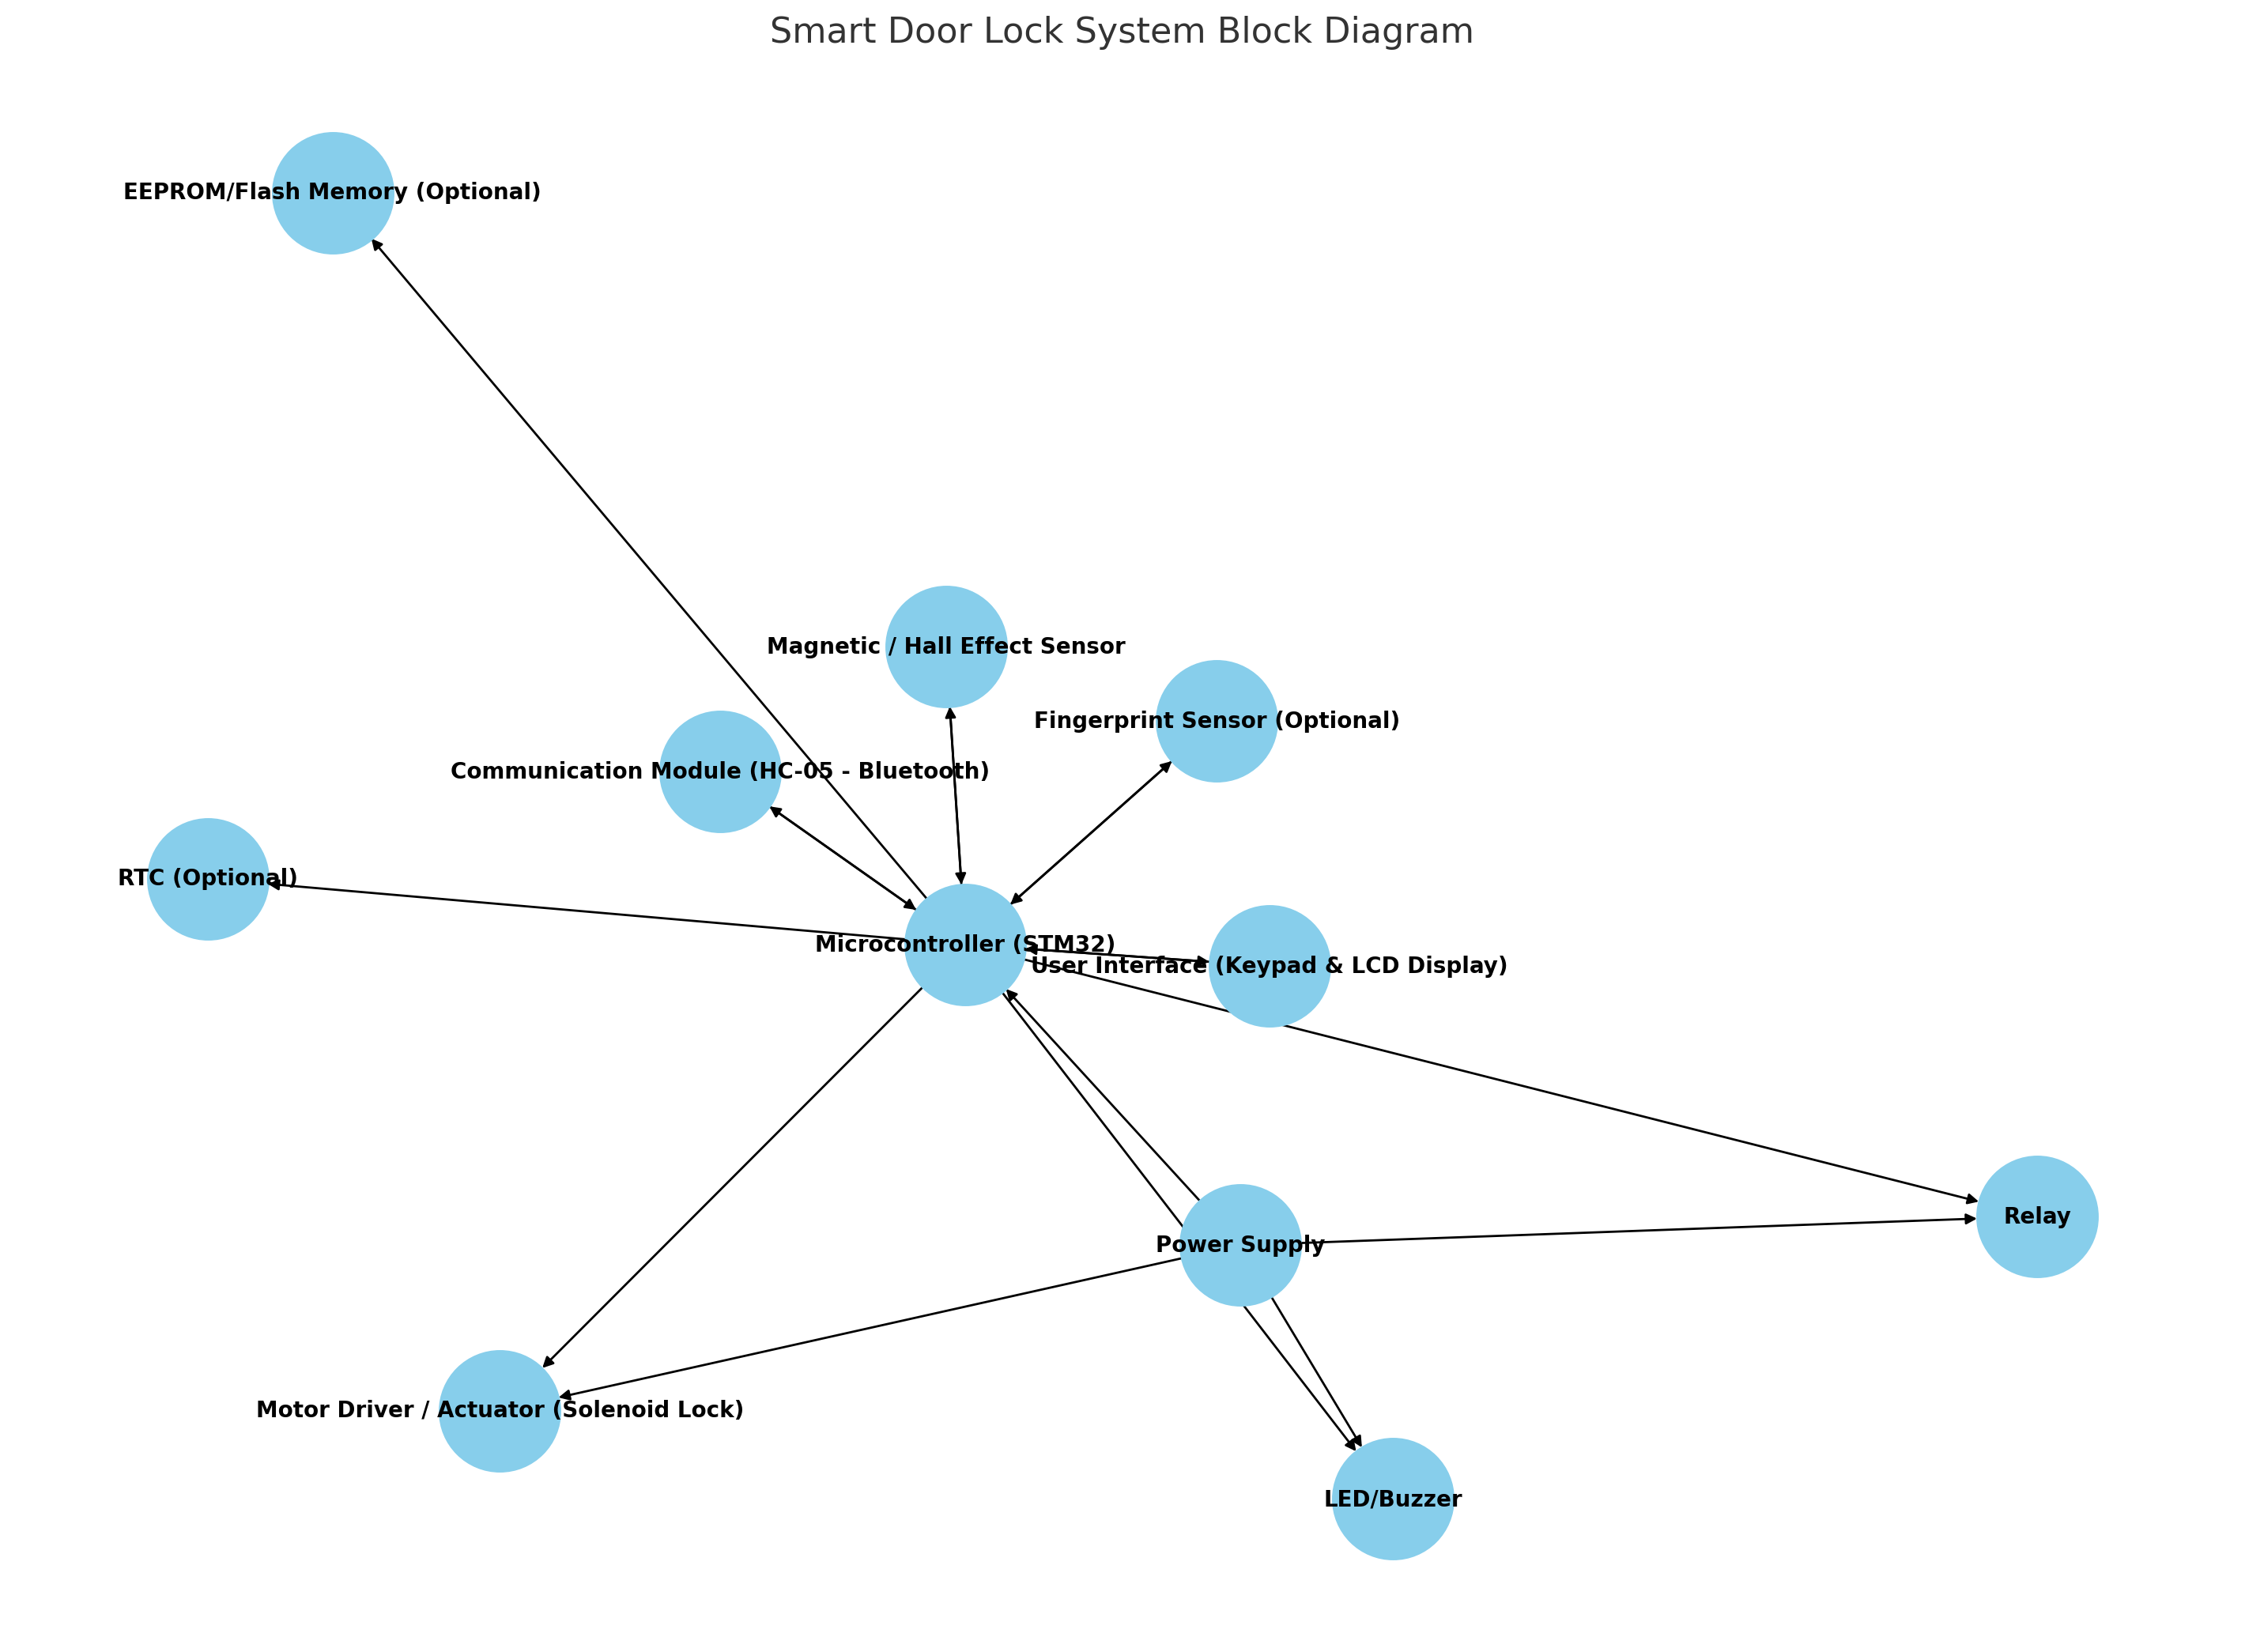 Smart Door Lock System Block Diagram
EEPROM/Flash Memory (Optional)
Magnetic / Hall Effect Sensor
Fingerprint Sensor (Optional)
Communication Module (HC-05 - Bluetooth)
RTC (Optional)
Microcontroller (STM32)
User Interface (Keypad & LCD Display)
Relay
Power Supply
Motor Driver / Actuator (Solenoid Lock)
LED/Buzzer